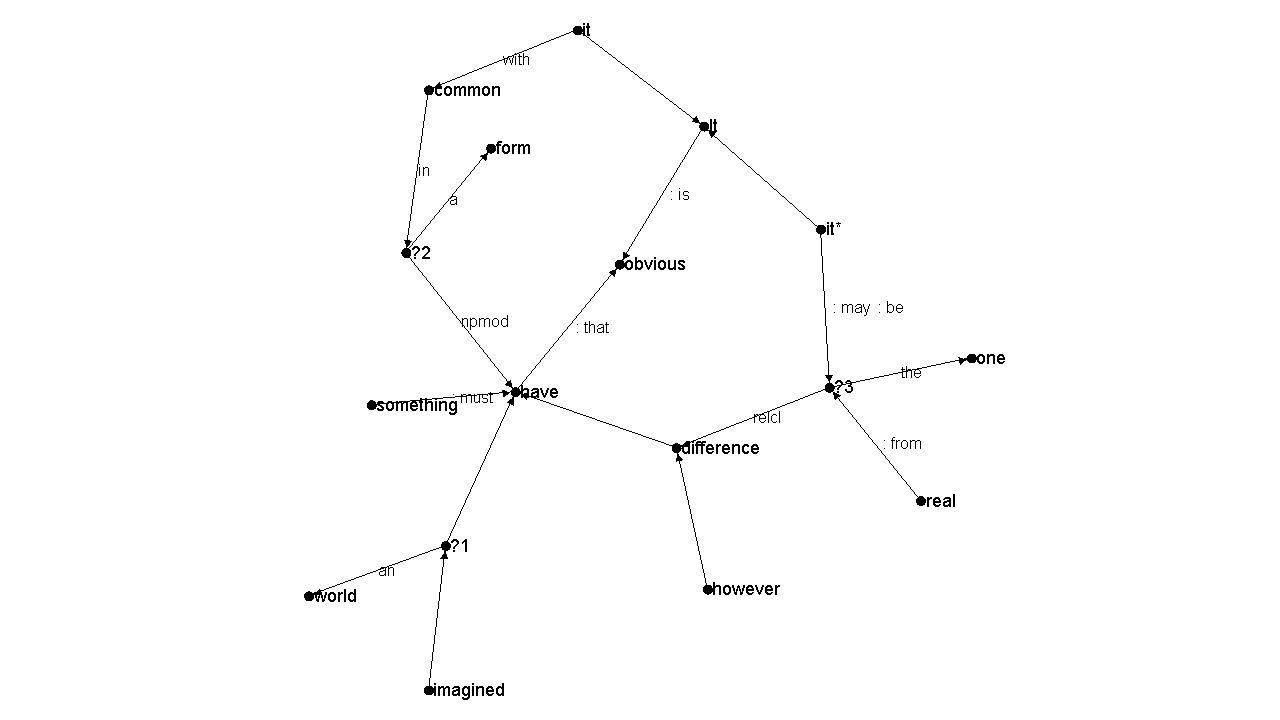 it
with
common
It
form
in
: is
a
it*
?2
obvious
: may : be
npmod
: that
one
the
?3
have
: must
something
relcl
: from
difference
real
?1
an
however
world
imagined